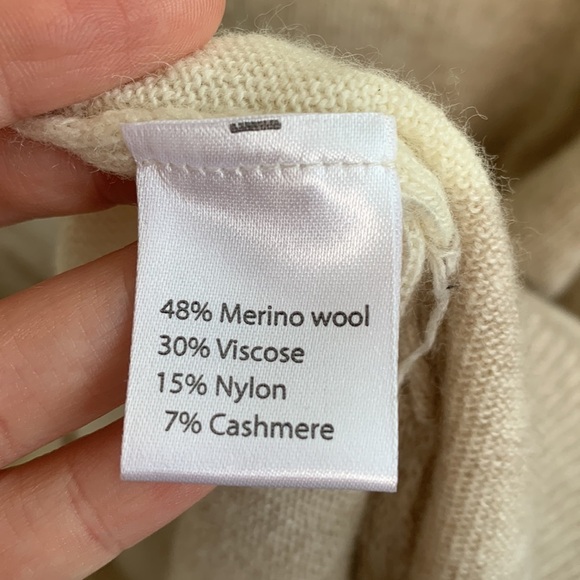 48% Merino wool
30% Viscose
15% Nylon
7% Cashmere